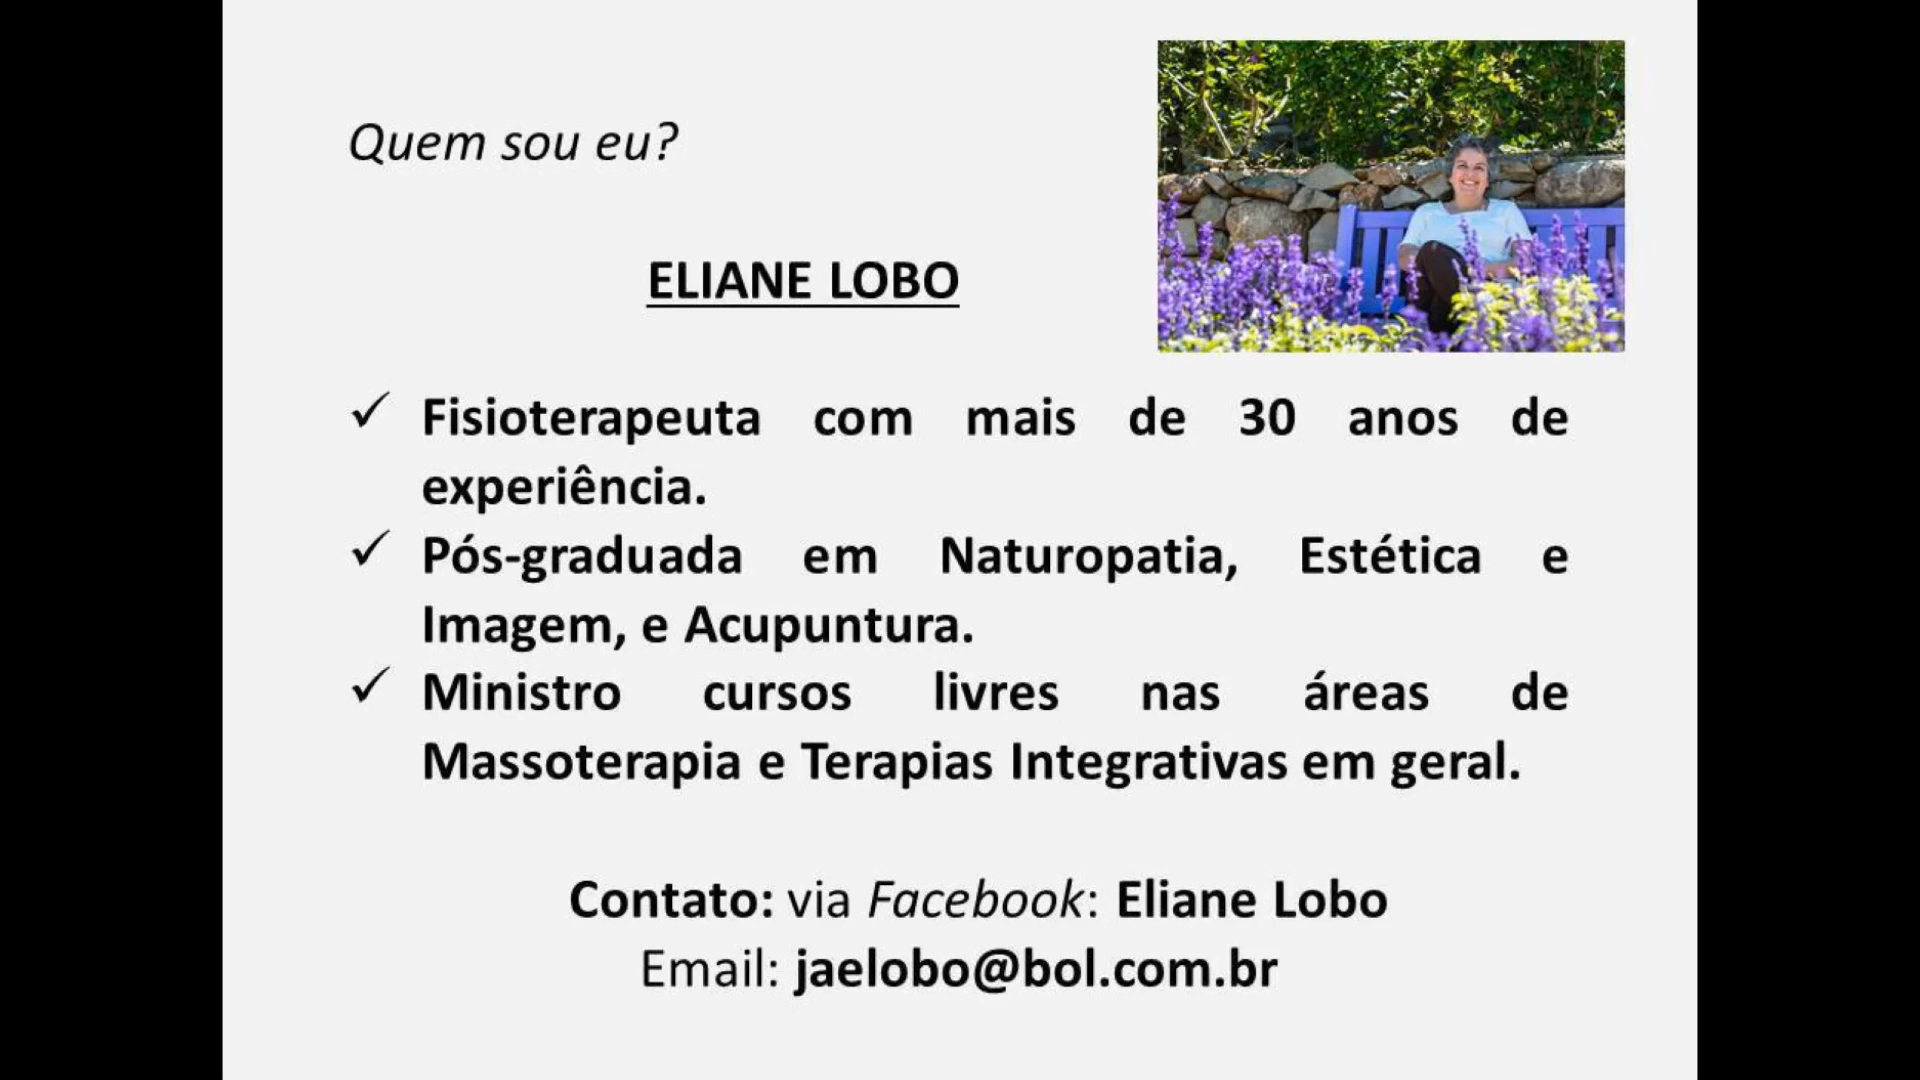 Quem sou eu?
ELIANE LOBO
✓ Fisioterapeuta com mais de 30 anos de
experiência.
✓ Pós-graduada em Naturopatia, Estética e
Imagem, e Acupuntura.
✓ Ministro cursos livres nas áreas de
Massoterapia e Terapias Integrativas em geral.
Contato: via Facebook: Eliane Lobo
Email: jaelobo@bol.com.br